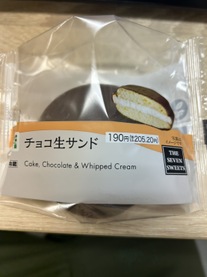 チョコ生サンド
190円(税込205.20円)
Cake, Chocolate & Whipped Cream
THE
SEVEN
SWEETS